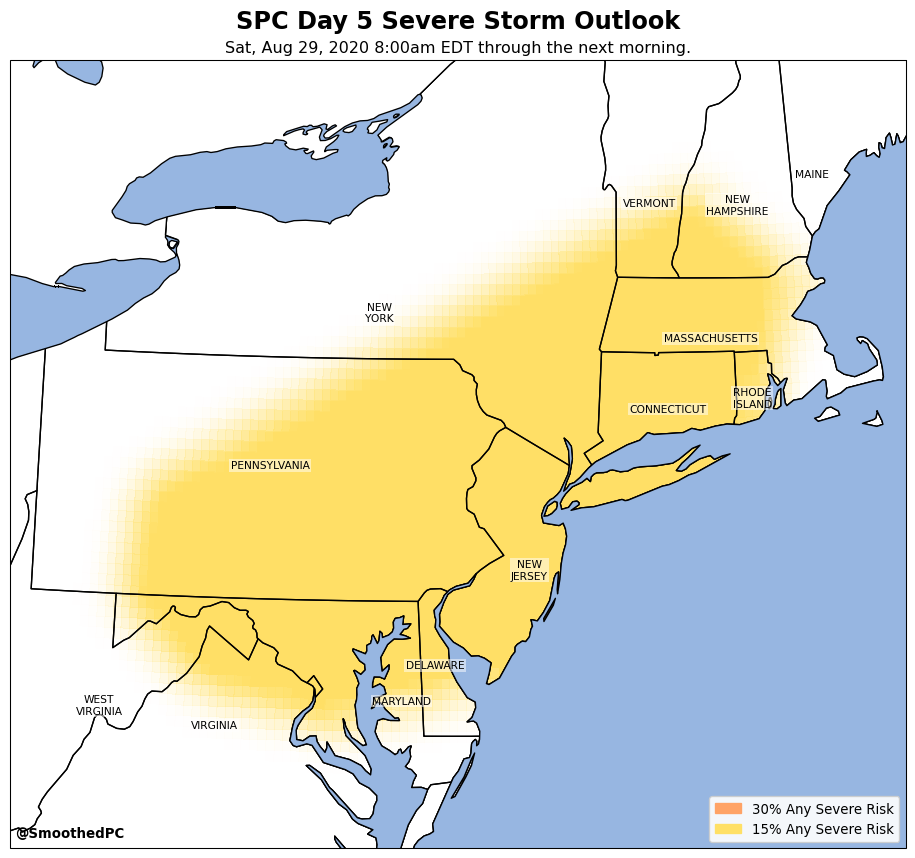 SPC Day 5 Severe Storm Outlook
Sat, Aug 29, 2020 8:00am EDT through the next morning.
MAINE
VERMONT
NEW
HAMPSHIRE
NEW
YORK
MASSACHUSETTS
RHODE
ISLAND
CONNECTICUT
PENNSYLVANIA
NEW
JERSEY
DELAWARE
MARYLAND
WEST
VIRGINIA
VIRGINIA
30% Any Severe Risk
15% Any Severe Risk
@SmoothedPC